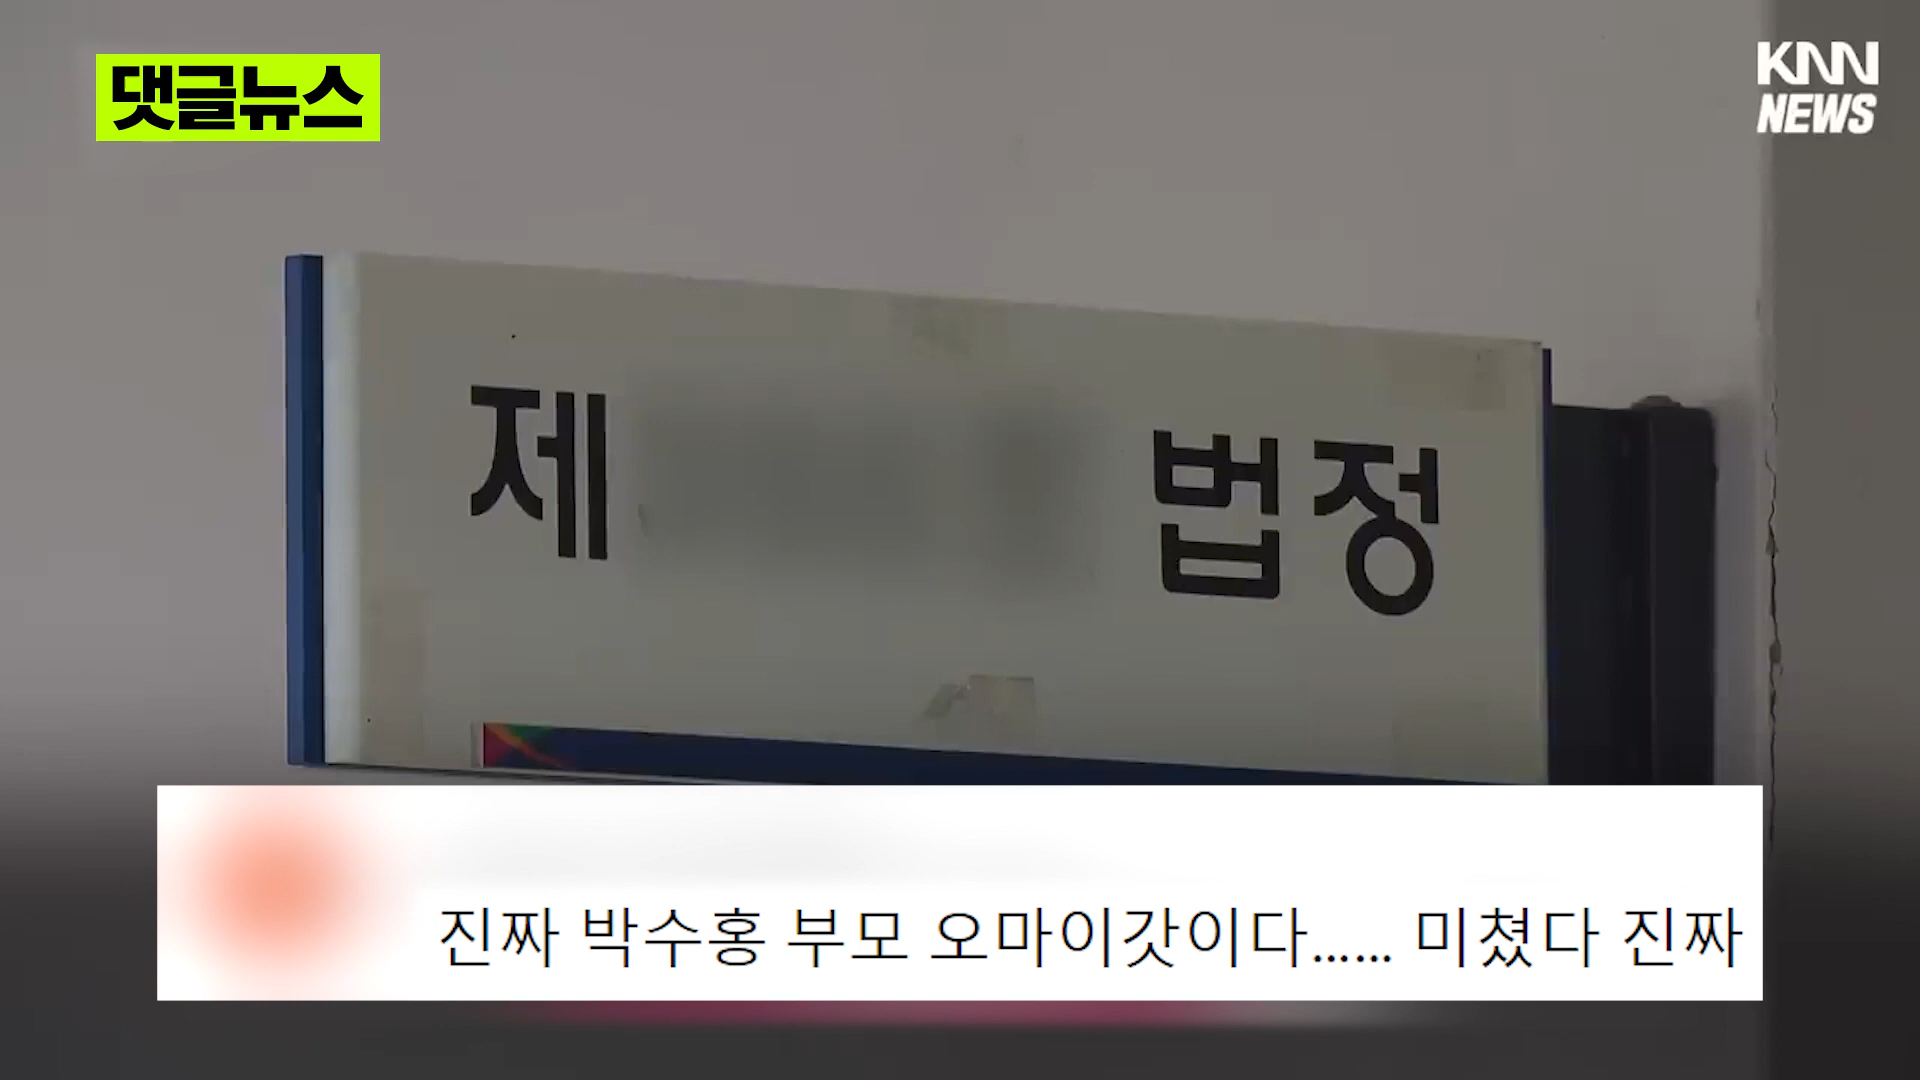 댓글뉴스
KNN
NEWS
제 법정
진짜 박수홍 부모 오마이갓이다...... 미쳤다 진짜